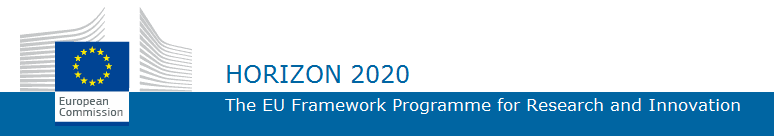 HORIZON 2020
The EU Framework Programme for Research and Innovation
European
Commission